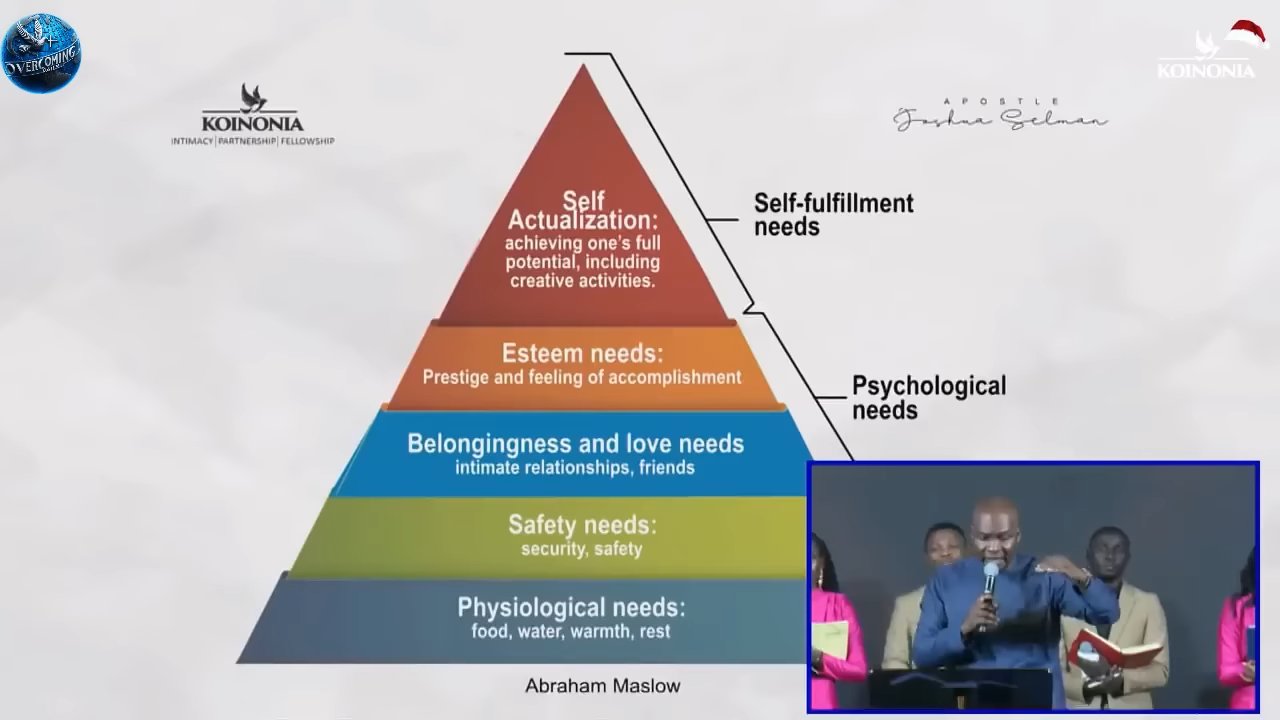 OVERCOMING
KOINONIA
KOINONIA
INTIMACY|PARTNERSHIP|FELLOWSHIP
APOSTLE
Joshua Selman
Self
Actualization:
achieving one's full
potential, including
creative activities.
Self-fulfillment
needs
Esteem needs:
Prestige and feeling of accomplishment
Psychological
needs
Belongingness and love needs
intimate relationships, friends
Safety needs:
security, safety
Physiological needs:
food, water, warmth, rest
Abraham Maslow